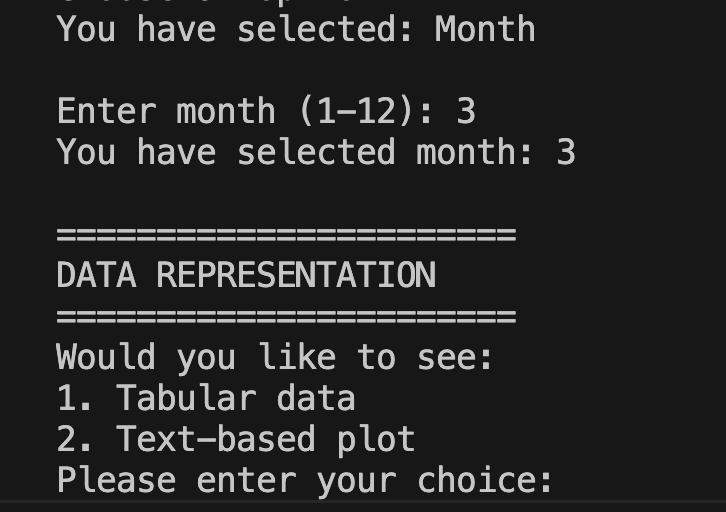 You have selected: Month
Enter month (1-12): 3
You have selected month: 3
=======================
DATA REPRESENTATION
=======================
Would you like to see:
1. Tabular data
2. Text-based plot
Please enter your choice: